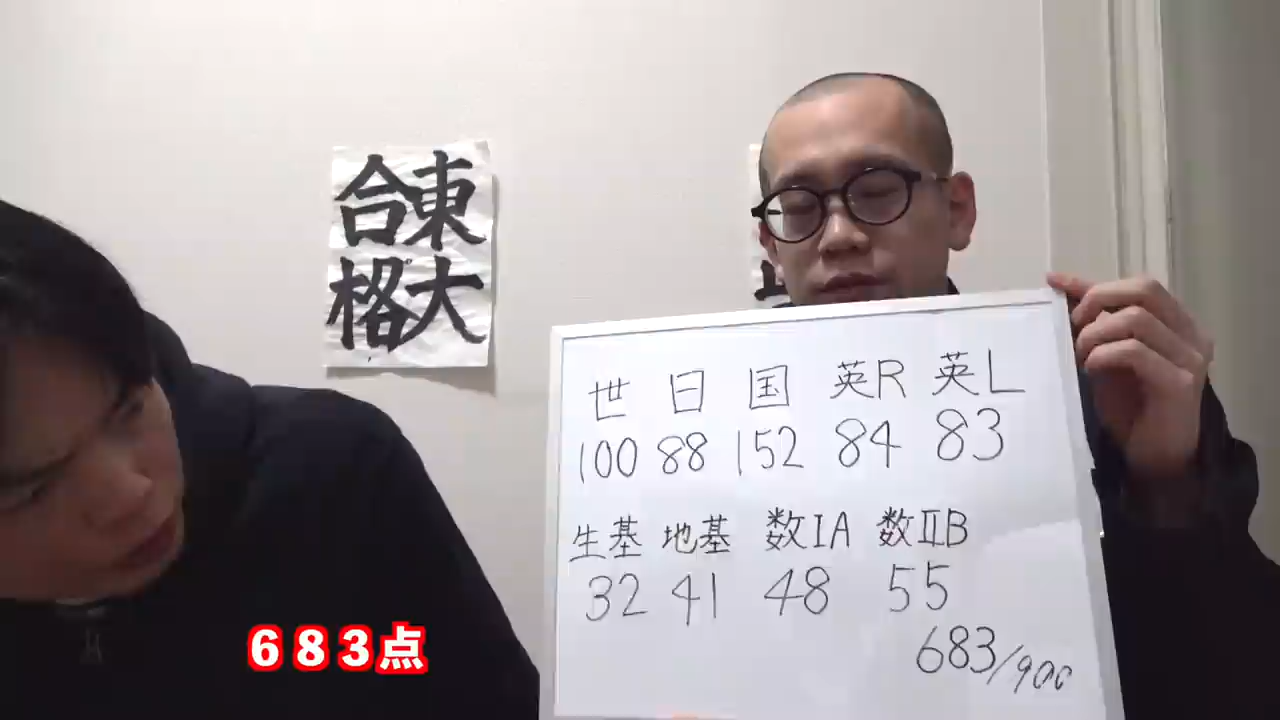 東大
合格
世 日 国 英R 英L
100 88 152 84 83
生基 地基 数IA 数ⅡB
32 41 48 55
683/900
683点